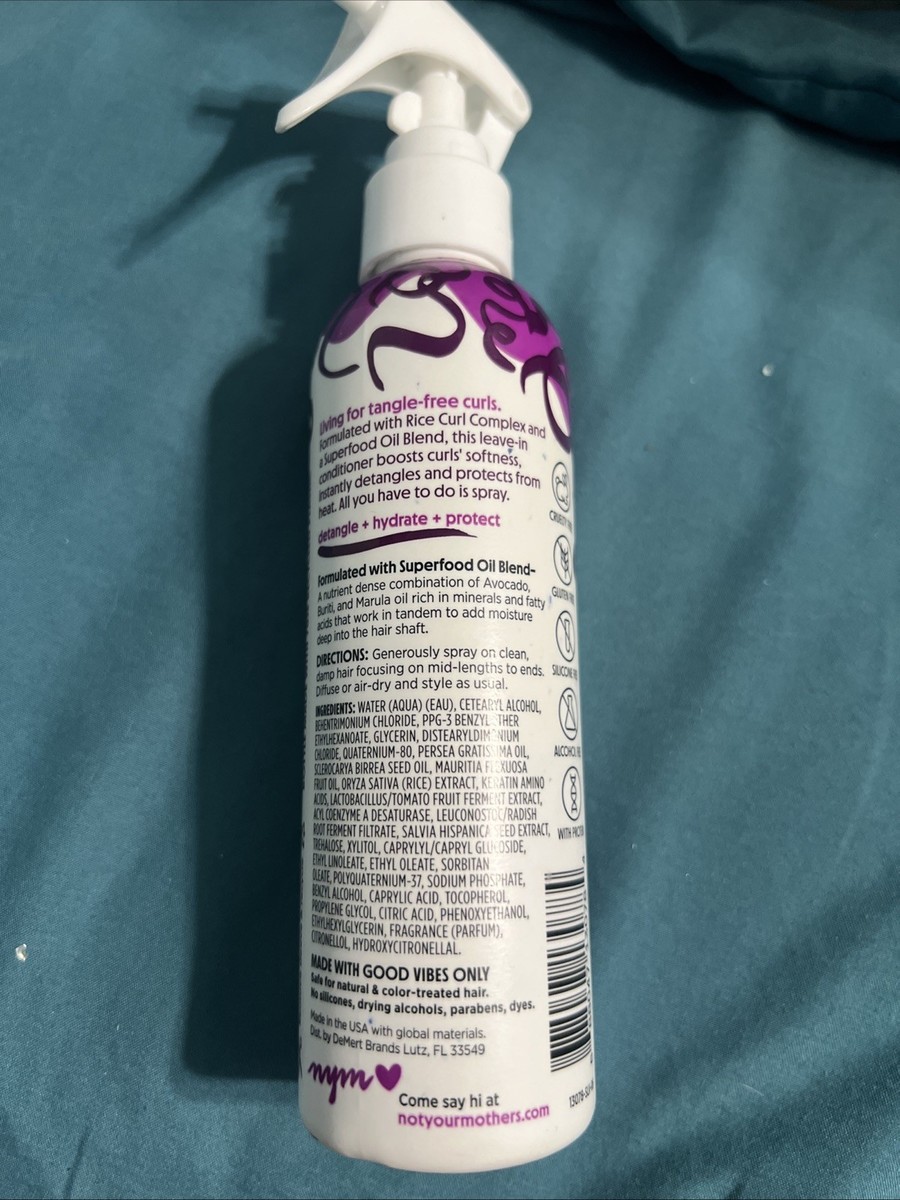 Living for tangle-free curls.
Formulated with Rice Curl Complex and
a Superfood Oil Blend, this leave-in
conditioner boosts curls' softness,
instantly detangles and protects from
heat. All you have to do is spray.
detangle + hydrate + protect
Formulated with Superfood Oil Blend-
A nutrient dense combination of Avocado,
Buriti, and Marula oil rich in minerals and fatty
acids that work in tandem to add moisture
deep into the hair shaft.
DIRECTIONS: Generously spray on clean,
damp hair focusing on mid-lengths to ends.
Diffuse or air-dry and style as usual.
INGREDIENTS: WATER (AQUA) (EAU), CETEARYL ALCOHOL,
BEHENTRIMONIUM CHLORIDE, PPG-3 BENZYL ETHER
ETHYLHEXANOATE, GLYCERIN, DISTEARYLDIMONIUM
CHLORIDE, QUATERNIUM-80, PERSEA GRATISSIMA OIL,
SCLEROCARYA BIRREA SEED OIL, MAURITIA FLEXUOSA
FRUIT OIL, ORYZA SATIVA (RICE) EXTRACT, KERATIN AMINO
ACIDS, LACTOBACILLUS/TOMATO FRUIT FERMENT EXTRACT,
ACYL COENZYME A DESATURASE, LEUCONOSTOC/RADISH
ROOT FERMENT FILTRATE, SALVIA HISPANICA SEED EXTRACT,
TREHALOSE, XYLITOL, CAPRYLYL/CAPRYL GLUCOSIDE,
ETHYL LINOLEATE, ETHYL OLEATE, SORBITAN
OLEATE, POLYQUATERNIUM-37, SODIUM PHOSPHATE,
BENZYL ALCOHOL, CAPRYLIC ACID, TOCOPHEROL,
PROPYLENE GLYCOL, CITRIC ACID, PHENOXYETHANOL,
ETHYLHEXYLGLYCERIN, FRAGRANCE (PARFUM),
CITRONELLOL, HYDROXYCITRONELLAL.
MADE WITH GOOD VIBES ONLY
Safe for natural & color-treated hair.
No silicones, drying alcohols, parabens, dyes.
Made in the USA with global materials.
Dist. by DeMert Brands Lutz, FL 33549
nym
Come say hi at
notyourmothers.com
CRUELTY
GLUTEN
SILICONE
ALCOHOL
WITH